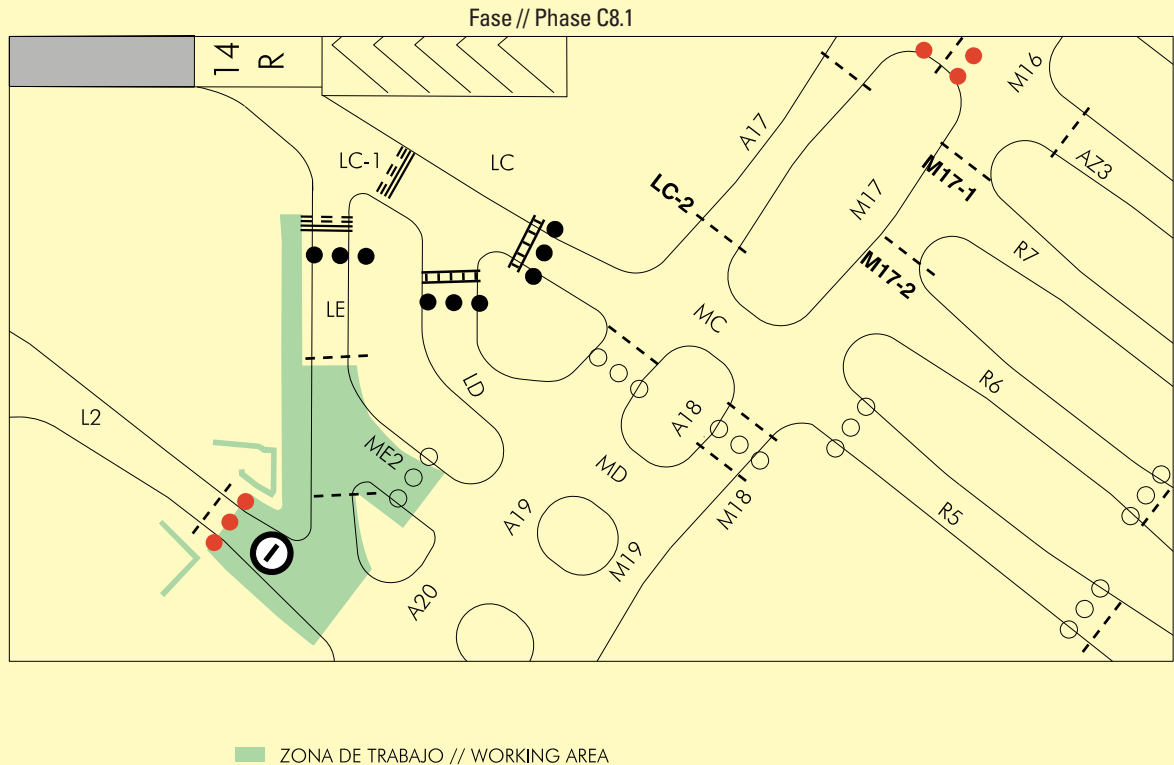 Fase // Phase C8.1
14
R
M16
A17
LC-1
LC
AZ3
M17-1
LC-2
M17
R7
M17-2
LE
MC
LD
R6
L2
A18
ME2
MD
A19
M18
R5
M19
A20
ZONA DE TRABAJO // WORKING AREA